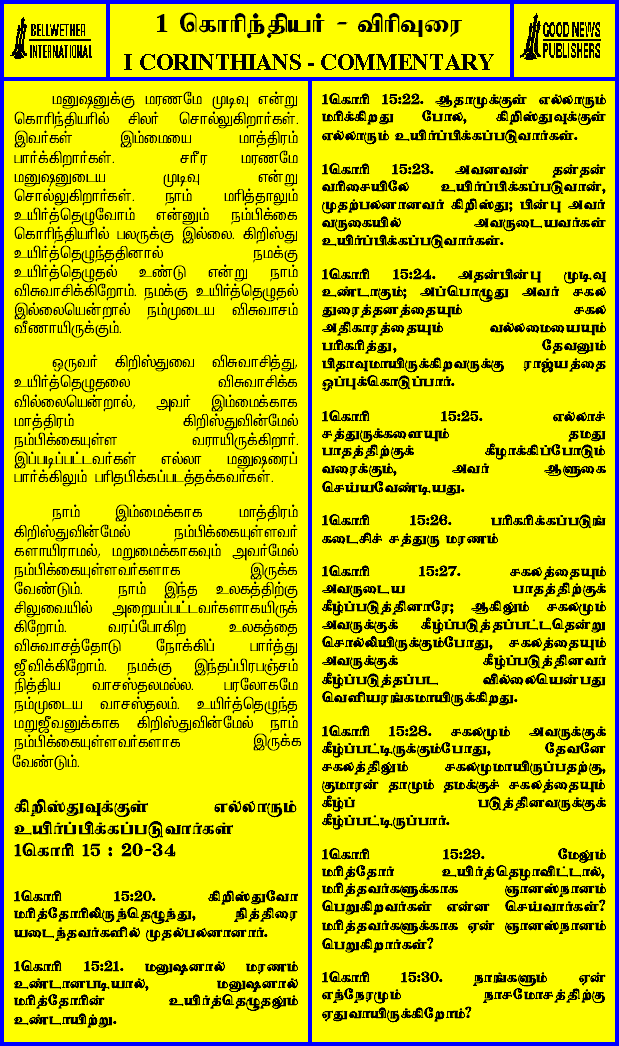 BELLWETHER
INTERNATIONAL
1 கொரிந்தியர் - விரிவுரை
I CORINTHIANS - COMMENTARY
GOOD NEWS
PUBLISHERS
மனுஷனுக்கு மரணமே முடிவு என்று
கொரிந்தியரில் சிலர் சொல்லுகிறார்கள்.
இவர்கள் இம்மையை மாத்திரம்
பார்க்கிறார்கள். சரீர மரணமே
மனுஷனுடைய முடிவு என்று
சொல்லுகிறார்கள். நாம் மரித்தாலும்
உயிர்த்தெழுவோம் என்னும் நம்பிக்கை
கொரிந்தியரில் பலருக்கு இல்லை. கிறிஸ்து
உயிர்த்தெழுந்ததினால் நமக்கு
உயிர்த்தெழுதல் உண்டு என்று நாம்
விசுவாசிக்கிறோம். நமக்கு உயிர்த்தெழுதல்
இல்லையென்றால் நம்முடைய விசுவாசம்
வீணாயிருக்கும்.
ஒருவர் கிறிஸ்துவை விசுவாசித்து,
உயிர்த்தெழுதலை விசுவாசிக்க
வில்லையென்றால், அவர் இம்மைக்காக
மாத்திரம் கிறிஸ்துவின்மேல்
நம்பிக்கையுள்ள வராயிருக்கிறார்.
இப்படிப்பட்டவர்கள் எல்லா மனுஷரைப்
பார்க்கிலும் பரிதபிக்கப்படத்தக்கவர்கள்.
நாம் இம்மைக்காக மாத்திரம்
கிறிஸ்துவின்மேல் நம்பிக்கையுள்ளவர்
களாயிராமல், மறுமைக்காகவும் அவர்மேல்
நம்பிக்கையுள்ளவர்களாக இருக்க
வேண்டும். நாம் இந்த உலகத்திற்கு
சிலுவையில் அறையப்பட்டவர்களாகயிருக்
கிறோம். வரப்போகிற உலகத்தை
விசுவாசத்தோடு நோக்கிப் பார்த்து
ஜீவிக்கிறோம். நமக்கு இந்தப்பிரபஞ்சம்
நித்திய வாசஸ்தலமல்ல. பரலோகமே
நம்முடைய வாசஸ்தலம். உயிர்த்தெழுந்த
மறுஜீவனுக்காக கிறிஸ்துவின்மேல் நாம்
நம்பிக்கையுள்ளவர்களாக இருக்க
வேண்டும்.
கிறிஸ்துவுக்குள் எல்லாரும்
உயிர்ப்பிக்கப்படுவார்கள்
1கொரி 15 : 20-34
1கொரி 15:20. கிறிஸ்துவோ
மரித்தோரிலிருந்தெழுந்து, நித்திரை
யடைந்தவர்களில் முதல்பலனானார்.
1கொரி 15:21. மனுஷனால் மரணம்
உண்டானபடியால், மனுஷனால்
மரித்தோரின் உயிர்த்தெழுதலும்
உண்டாயிற்று.
1கொரி 15:22. ஆதாமுக்குள் எல்லாரும்
மரிக்கிறது போல, கிறிஸ்துவுக்குள்
எல்லாரும் உயிர்ப்பிக்கப்படுவார்கள்.
1கொரி 15:23. அவனவன் தன்தன்
வரிசையிலே உயிர்ப்பிக்கப்படுவான்,
முதற்பலனானவர் கிறிஸ்து; பின்பு அவர்
வருகையில் அவருடையவர்கள்
உயிர்ப்பிக்கப்படுவார்கள்.
1கொரி 15:24. அதன்பின்பு முடிவு
உண்டாகும்; அப்பொழுது அவர் சகல
துரைத்தனத்தையும் சகல
அதிகாரத்தையும் வல்லமையையும்
பரிகரித்து, தேவனும்
பிதாவுமாயிருக்கிறவருக்கு ராஜ்யத்தை
ஒப்புக்கொடுப்பார்.
1கொரி 15:25. எல்லாச்
சத்துருக்களையும் தமது
பாதத்திற்குக் கீழாக்கிப்போடும்
வரைக்கும், அவர் ஆளுகை
செய்யவேண்டியது.
1கொரி 15:26. பரிகரிக்கப்படுங்
கடைசிச் சத்துரு மரணம்
1கொரி 15:27. சகலத்தையும்
அவருடைய பாதத்திற்குக்
கீழ்ப்படுத்தினாரே; ஆகிலும் சகலமும்
அவருக்குக் கீழ்ப்படுத்தப்பட்டதென்று
சொல்லியிருக்கும்போது, சகலத்தையும்
அவருக்குக் கீழ்ப்படுத்தினவர்
கீழ்ப்படுத்தப்பட வில்லையென்பது
வெளியரங்கமாயிருக்கிறது.
1கொரி 15:28. சகலமும் அவருக்குக்
கீழ்ப்பட்டிருக்கும்போது, தேவனே
சகலத்திலும் சகலமுமாயிருப்பதற்கு,
குமாரன் தாமும் தமக்குச் சகலத்தையும்
கீழ்ப் படுத்தினவருக்குக்
கீழ்ப்பட்டிருப்பார்.
1கொரி 15:29. மேலும்
மரித்தோர் உயிர்த்தெழாவிட்டால்,
மரித்தவர்களுக்காக ஞானஸ்நானம்
பெறுகிறவர்கள் என்ன செய்வார்கள்?
மரித்தவர்களுக்காக ஏன் ஞானஸ்நானம்
பெறுகிறார்கள்?
1கொரி 15:30. நாங்களும் ஏன்
எந்நேரமும் நாசமோசத்திற்கு
ஏதுவாயிருக்கிறோம்?